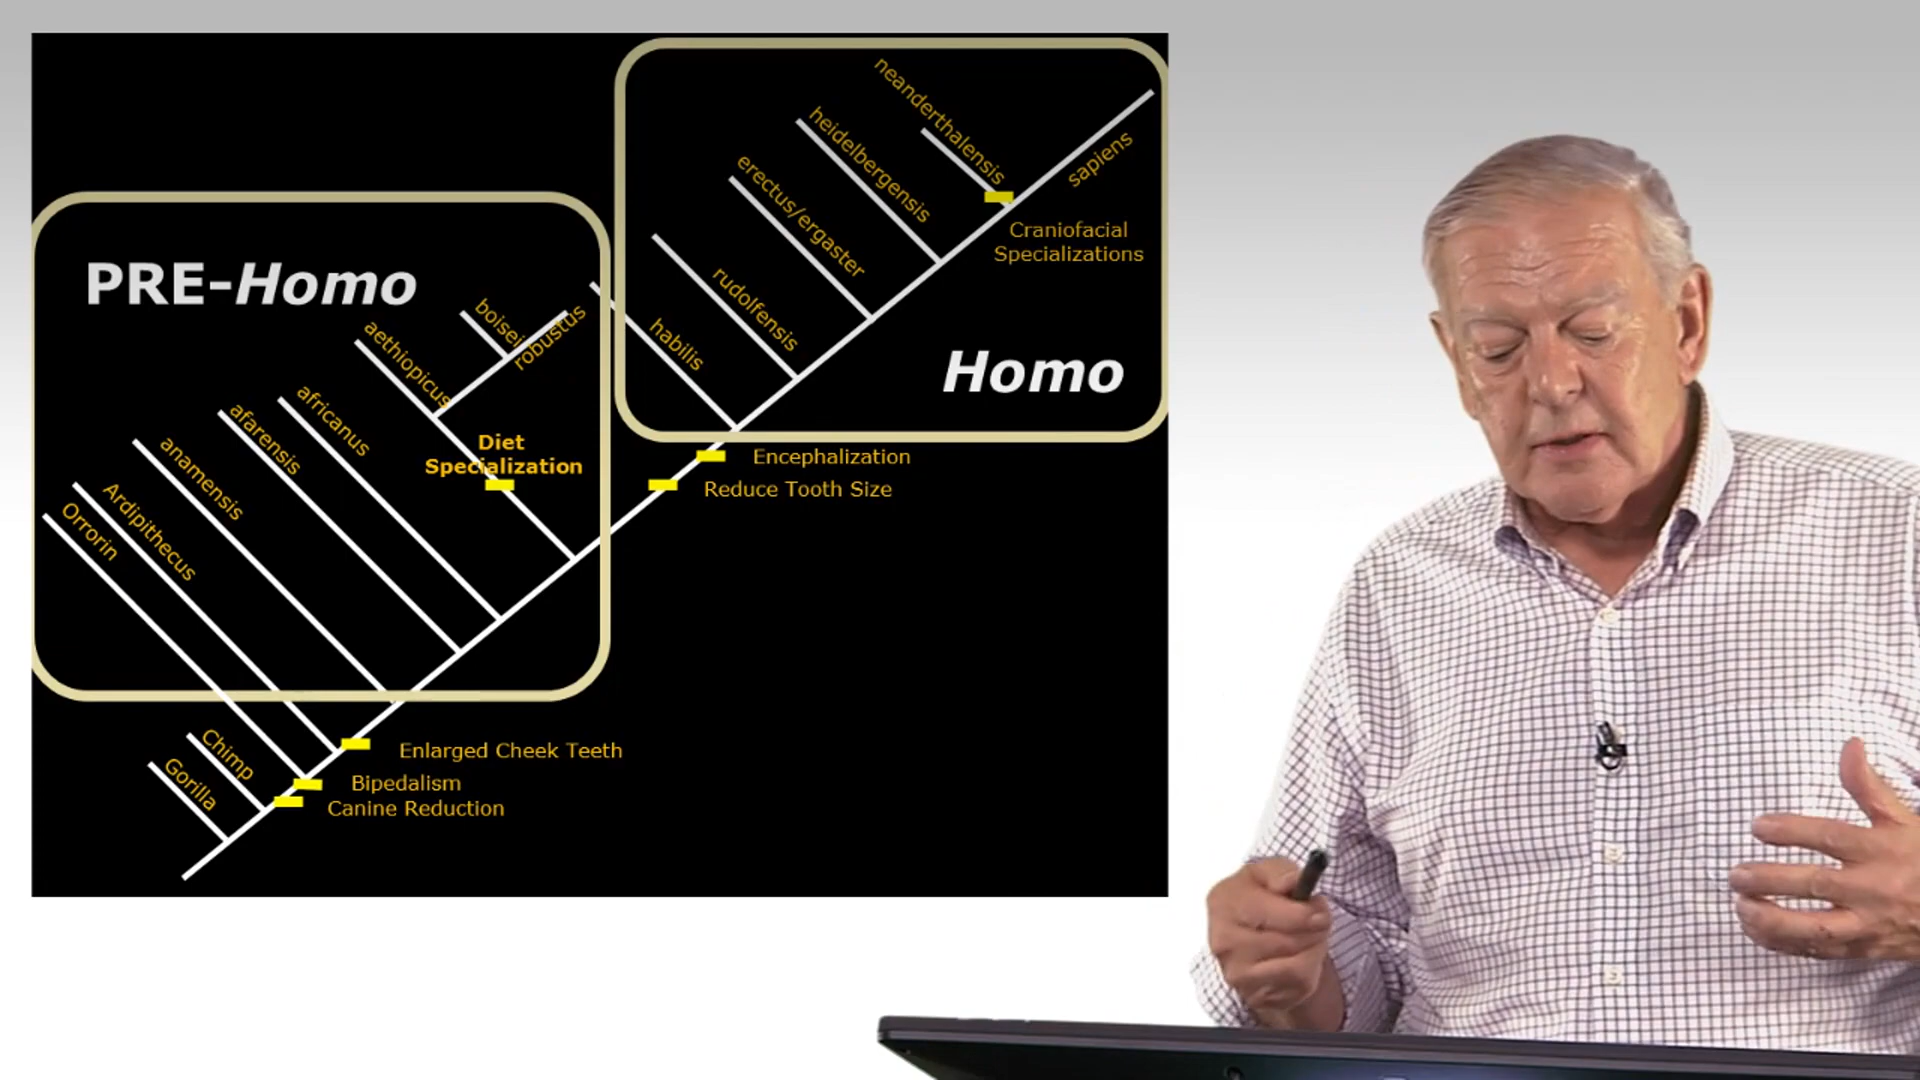 neanderthalensis
heidelbergensis
sapiens
erectus/ergaster
Craniofacial
Specializations
PRE-Homo
rudolfensis
boisei
robustus
aethiopicus
habilis
Homo
africanus
afarensis
Diet
Specialization
anamensis
Encephalization
Reduce Tooth Size
Ardipithecus
Orrorin
Chimp
Enlarged Cheek Teeth
Gorilla
Bipedalism
Canine Reduction